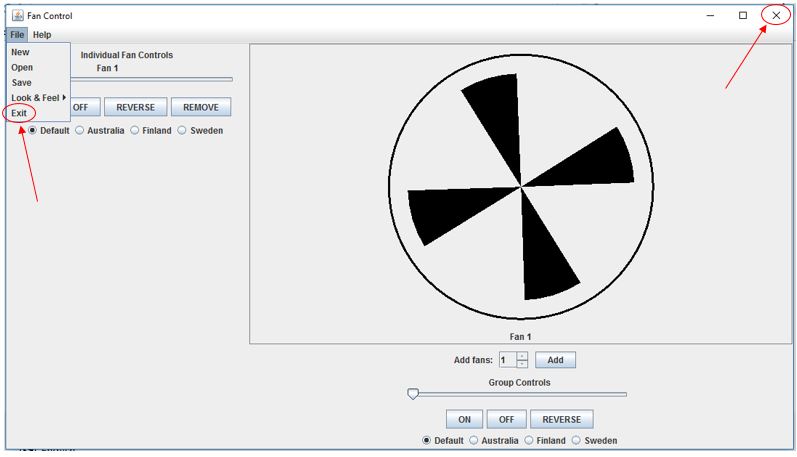 Fan Control
File Help
New
Open
Save
Look & Feel
Exit
Individual Fan Controls
Fan 1
OFF REVERSE REMOVE
Default Australia Finland Sweden
Fan 1
Add fans: 1 Add
Group Controls
ON OFF REVERSE
Default Australia Finland Sweden